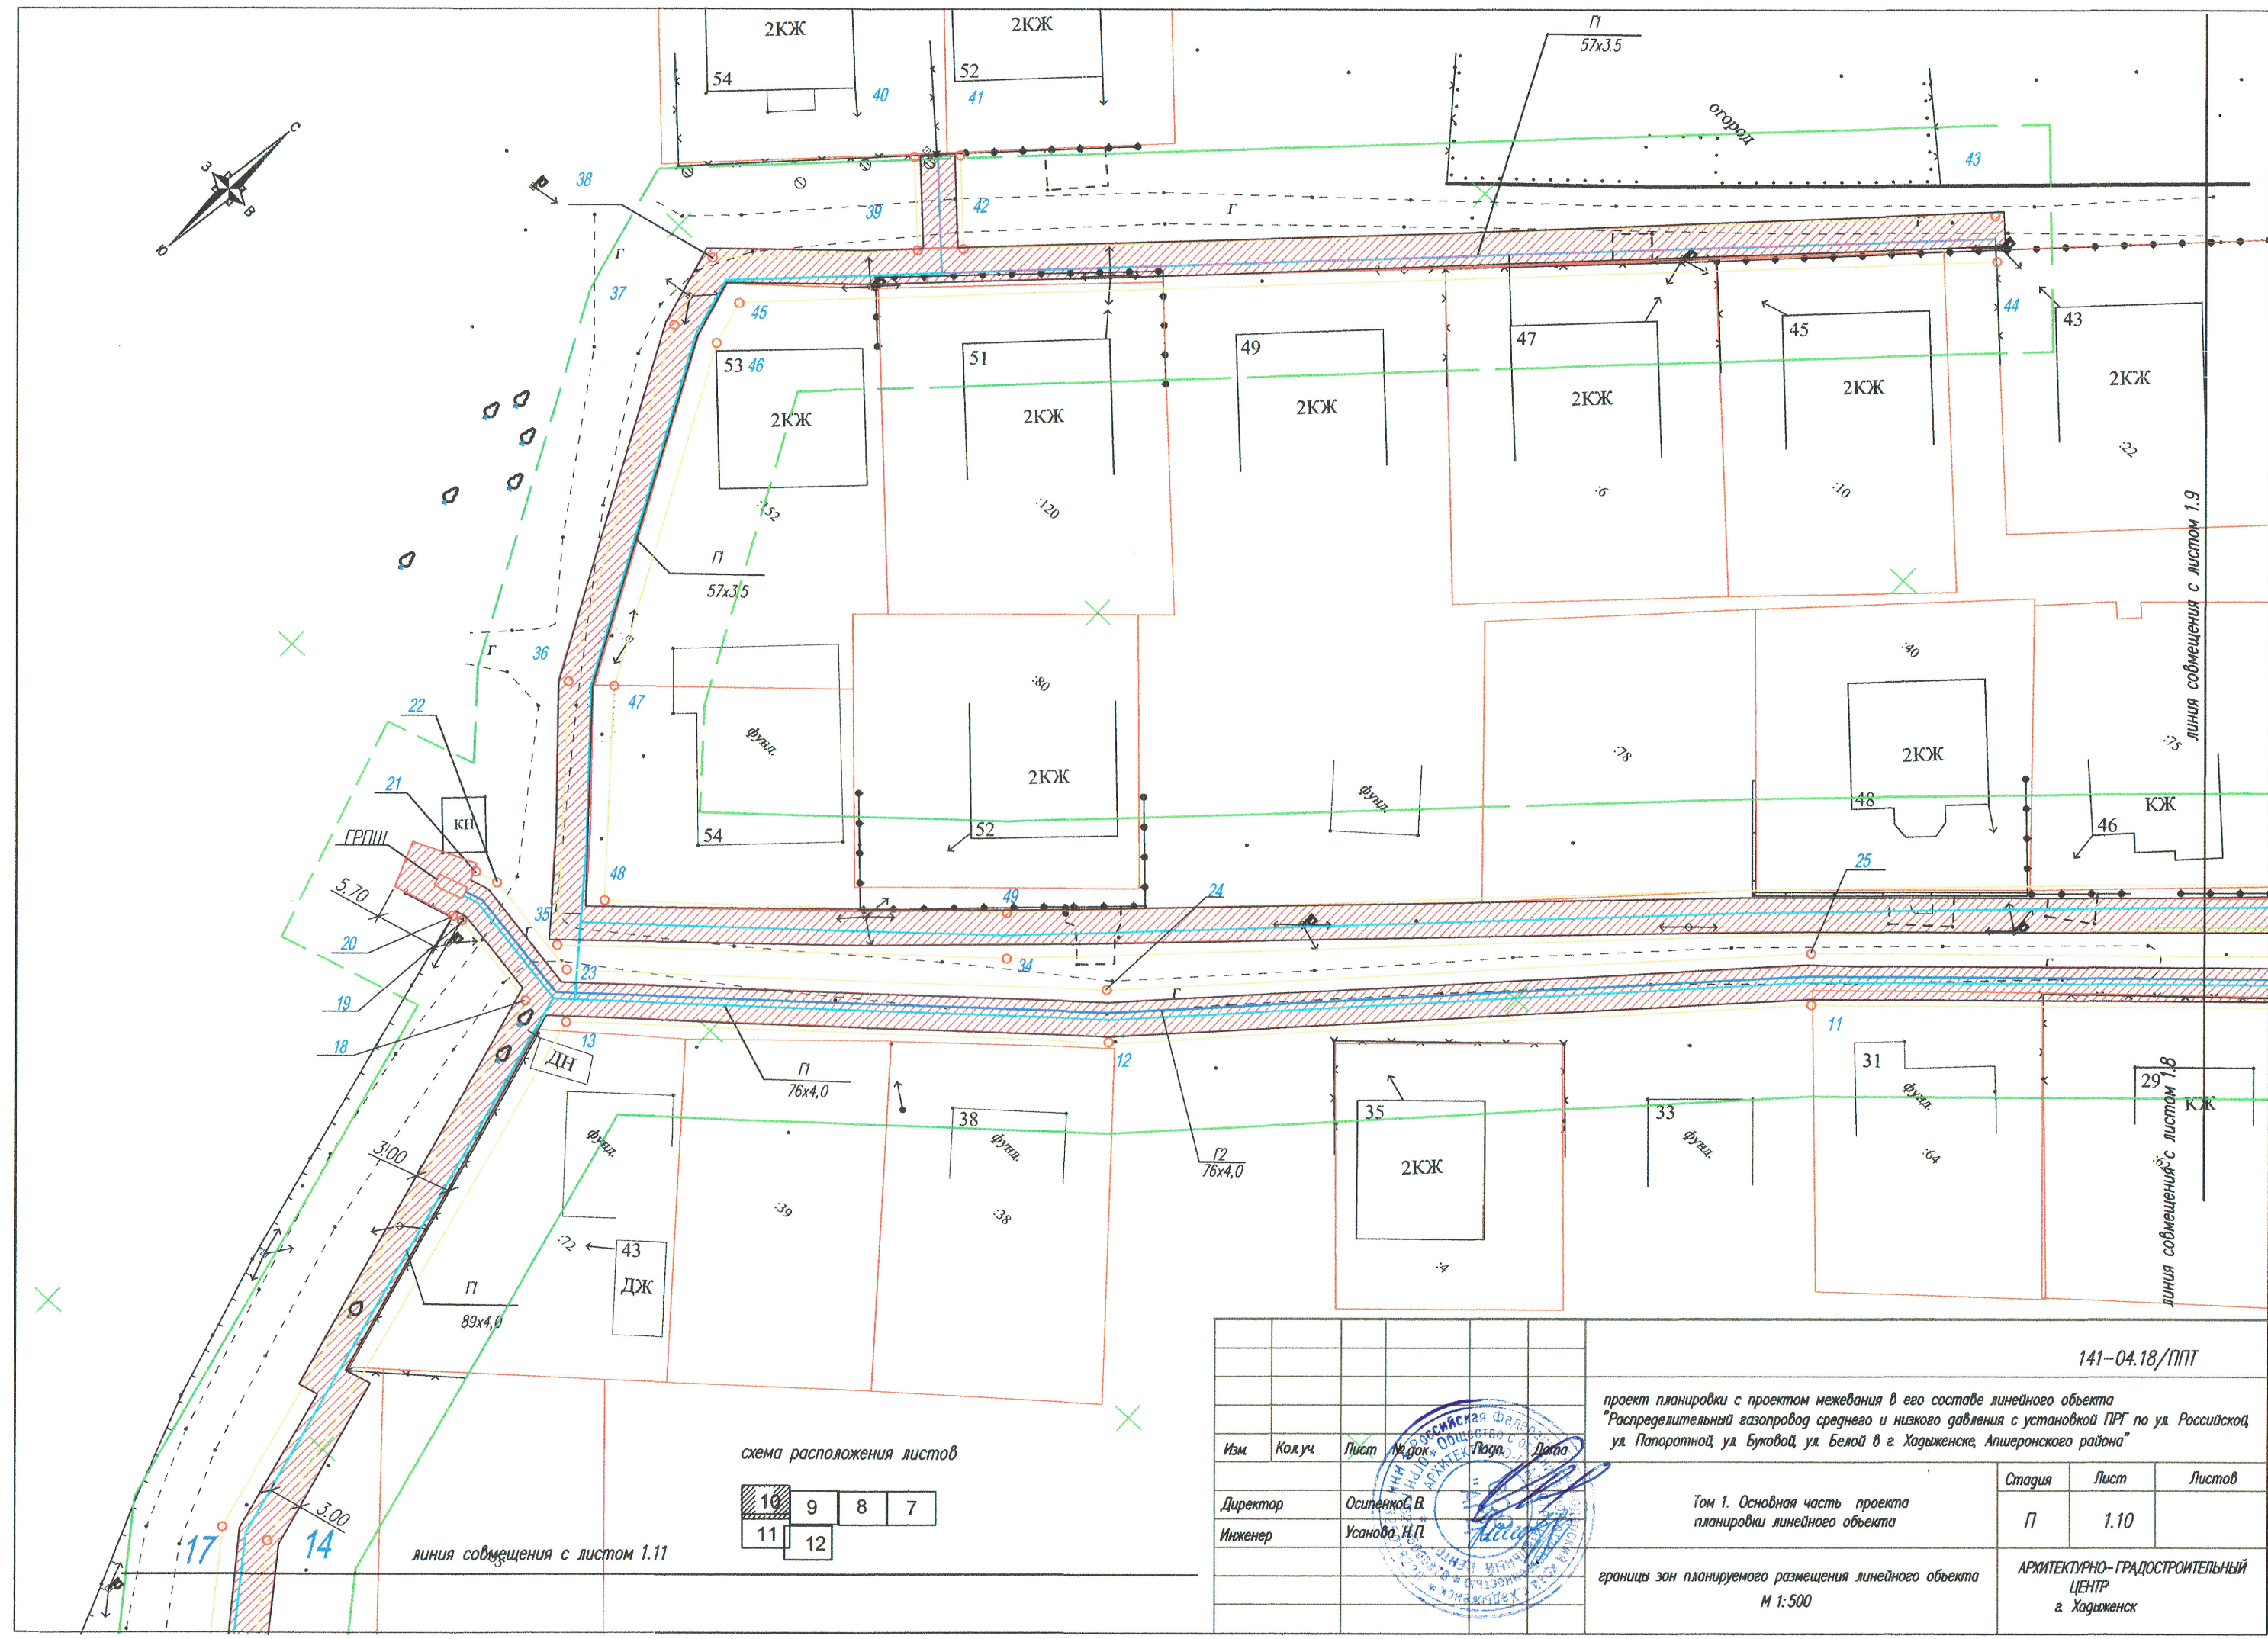 2КЖ
54
40
2КЖ
52
41
Г1
57х3.5
огород
43
С
З
В
Ю
38
39
42
Г
Г
Г
37
45
44
53
46
2КЖ
51
2КЖ
:152
:120
49
2КЖ
47
2КЖ
:6
45
2КЖ
:10
43
2КЖ
:22
линия совмещения с листом 1.9
Г1
57х3,5
36
Г
47
22
21
КН
ГРПШ
5.70
20
19
18
фунд.
54
:80
2КЖ
52
фунд.
:78
:40
2КЖ
48
:75
КЖ
46
25
48
49
24
35
Г
23
34
Г
Г
13
12
11
ДН
Г1
76х4,0
Г2
76х4,0
3.00
фунд.
:72
43
ДЖ
:39
38
фунд.
:38
35
2КЖ
:4
33
фунд.
31
фунд.
:64
29
КЖ
линия совмещения с листом 1.8
Г1
89х4,0
3.00
17
14
линия совмещения с листом 1.11
схема расположения листов
10 9 8 7
11 12
141-04.18/ППТ
проект планировки с проектом межевания в его составе линейного объекта
"Распределительный газопровод среднего и низкого давления с установкой ПРГ по ул. Российской,
ул. Папоротной, ул. Буковой, ул. Белой в г. Хадыженске, Апшеронского района"
Изм. Кол.уч. Лист №док. Подп. Дата
Директор Осипенко С.В.
Инженер Усанова Н.П.
Том 1. Основная часть проекта
планировки линейного объекта
Стадия Лист Листов
П 1.10
границы зон планируемого размещения линейного объекта
М 1:500
АРХИТЕКТУРНО-ГРАДОСТРОИТЕЛЬНЫЙ
ЦЕНТР
г. Хадыженск